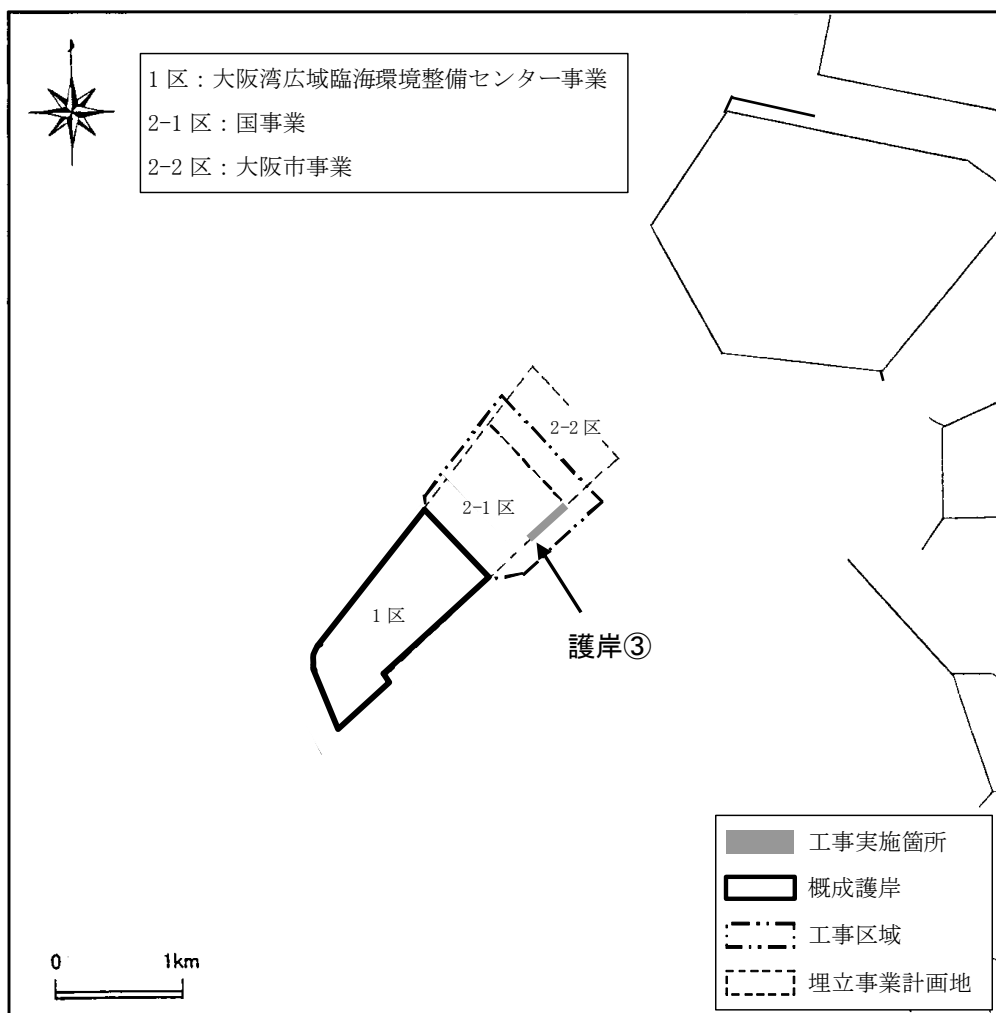 1区：大阪湾広域臨海環境整備センター事業
2-1区：国事業
2-2区：大阪市事業
2-2区
2-1区
1区
護岸③
工事実施箇所
概成護岸
工事区域
埋立事業計画地
0 1km